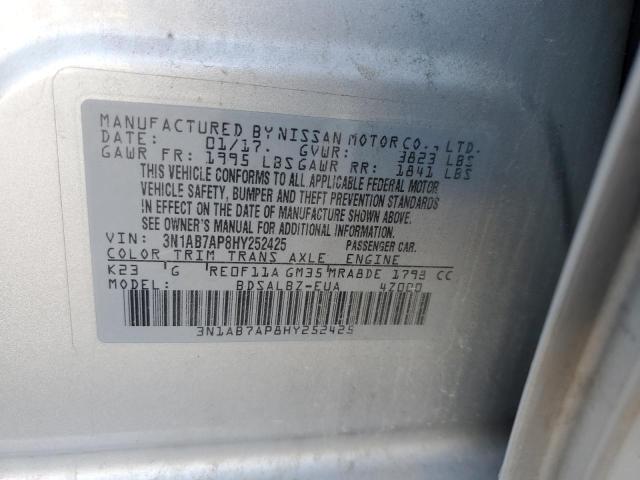 MANUFACTURED BY NISSAN MOTOR CO., LTD.
DATE: 01/17. GVWR: 3823 LBS
GAWR FR: 1995 LBS GAWR RR: 1841 LBS
THIS VEHICLE CONFORMS TO ALL APPLICABLE FEDERAL MOTOR
VEHICLE SAFETY, BUMPER AND THEFT PREVENTION STANDARDS
IN EFFECT ON THE DATE OF MANUFACTURE SHOWN ABOVE.
SEE OWNER'S MANUAL FOR ADDITIONAL INFORMATION.
VIN: 3N1AB7AP8HY252425 PASSENGER CAR.
COLOR TRIM TRANS AXLE ENGINE
K23 G RE0F11A GM35 MRA8DE 1798 CC
MODEL: BDSALBZ-EUA 47000
3N1AB7AP8HY252425